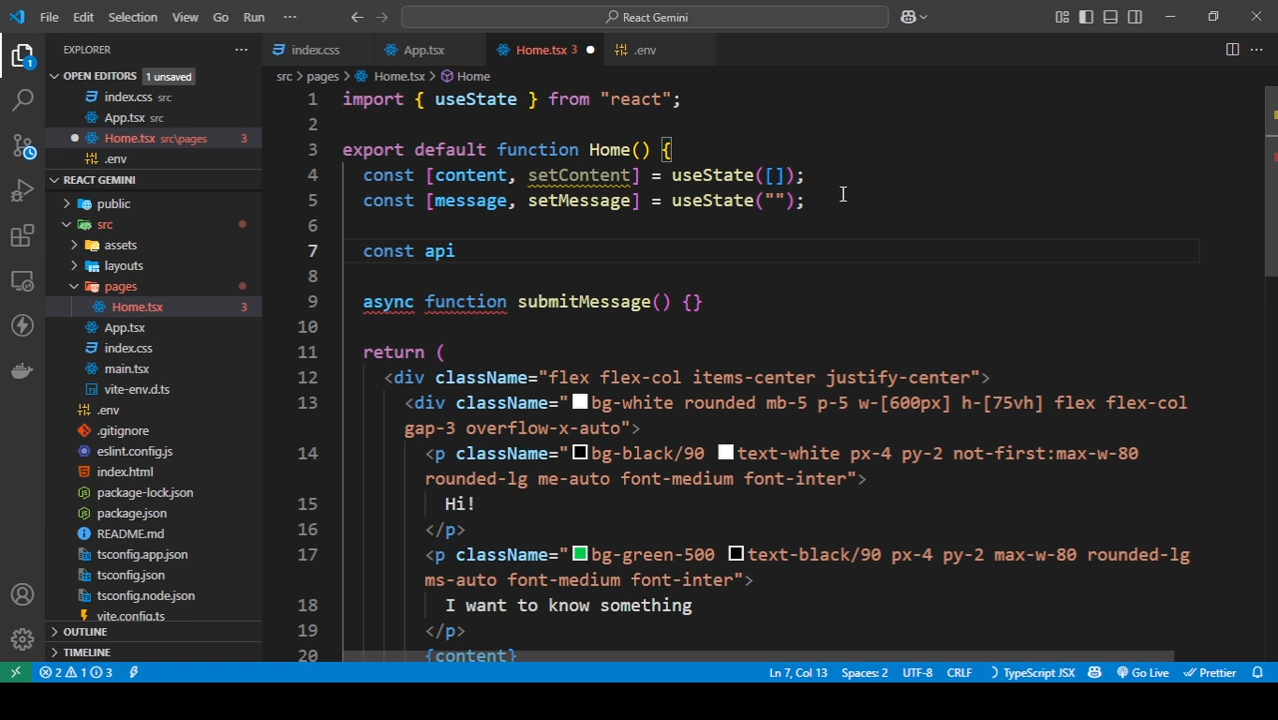 File Edit Selection View Go Run ··· React Gemini
EXPLORER ···
OPEN EDITORS 1 unsaved
index.css src
App.tsx src
Home.tsx src\pages 3
.env
REACT GEMINI
public
src
assets
layouts
pages
Home.tsx 3
App.tsx
index.css
main.tsx
vite-env.d.ts
.env
.gitignore
eslint.config.js
index.html
package-lock.json
package.json
README.md
tsconfig.app.json
tsconfig.json
tsconfig.node.json
vite.config.ts
OUTLINE
TIMELINE
1
index.css App.tsx Home.tsx 3 .env
src > pages > Home.tsx > Home
1 import { useState } from "react";
2
3 export default function Home() {
4 const [content, setContent] = useState([]);
5 const [message, setMessage] = useState("");
6
7 const api
8
9 async function submitMessage() {}
10
11 return (
12 <div className="flex flex-col items-center justify-center">
13 <div className="bg-white rounded mb-5 p-5 w-[600px] h-[75vh] flex flex-col
gap-3 overflow-x-auto">
14 <p className="bg-black/90 text-white px-4 py-2 not-first:max-w-80
rounded-lg me-auto font-medium font-inter">
15 Hi!
16 </p>
17 <p className="bg-green-500 text-black/90 px-4 py-2 max-w-80 rounded-lg
ms-auto font-medium font-inter">
18 I want to know something
19 </p>
20 {content}
2 1 3 Ln 7, Col 13 Spaces: 2 UTF-8 CRLF TypeScript JSX Go Live Prettier